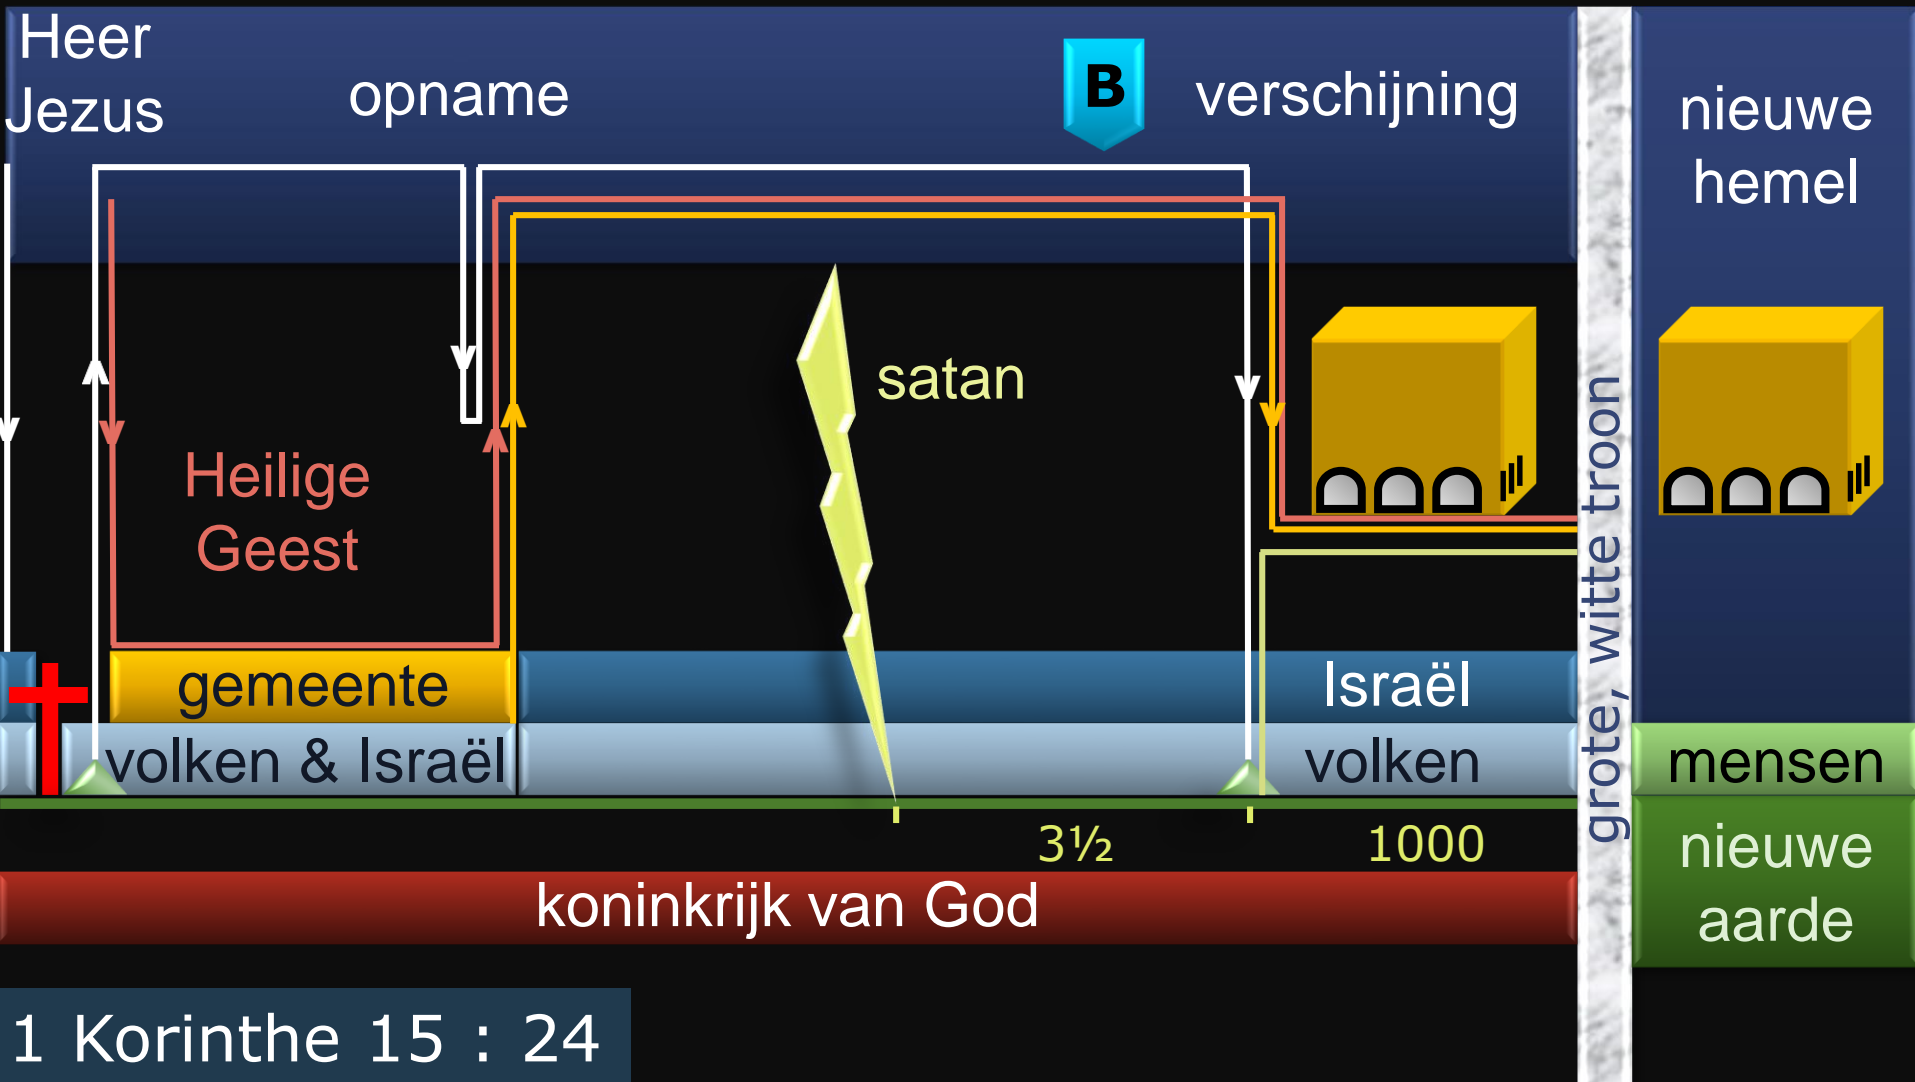 Heer
Jezus
opname
B
verschijning
nieuwe
hemel
satan
Heilige
Geest
grote, witte troon
gemeente
Israël
volken & Israël
volken
mensen
3½
1000
nieuwe
aarde
koninkrijk van God
1 Korinthe 15 : 24